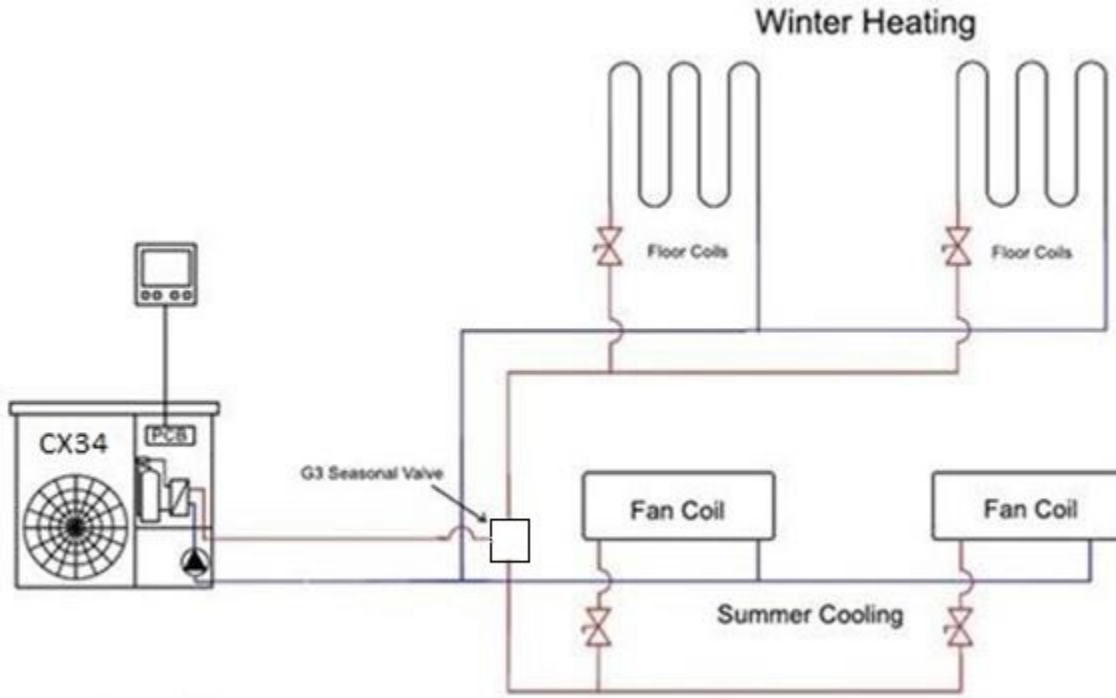 Winter Heating
Floor Coils
Floor Coils
PCB
CX34
G3 Seasonal Valve
Fan Coil
Fan Coil
Summer Cooling